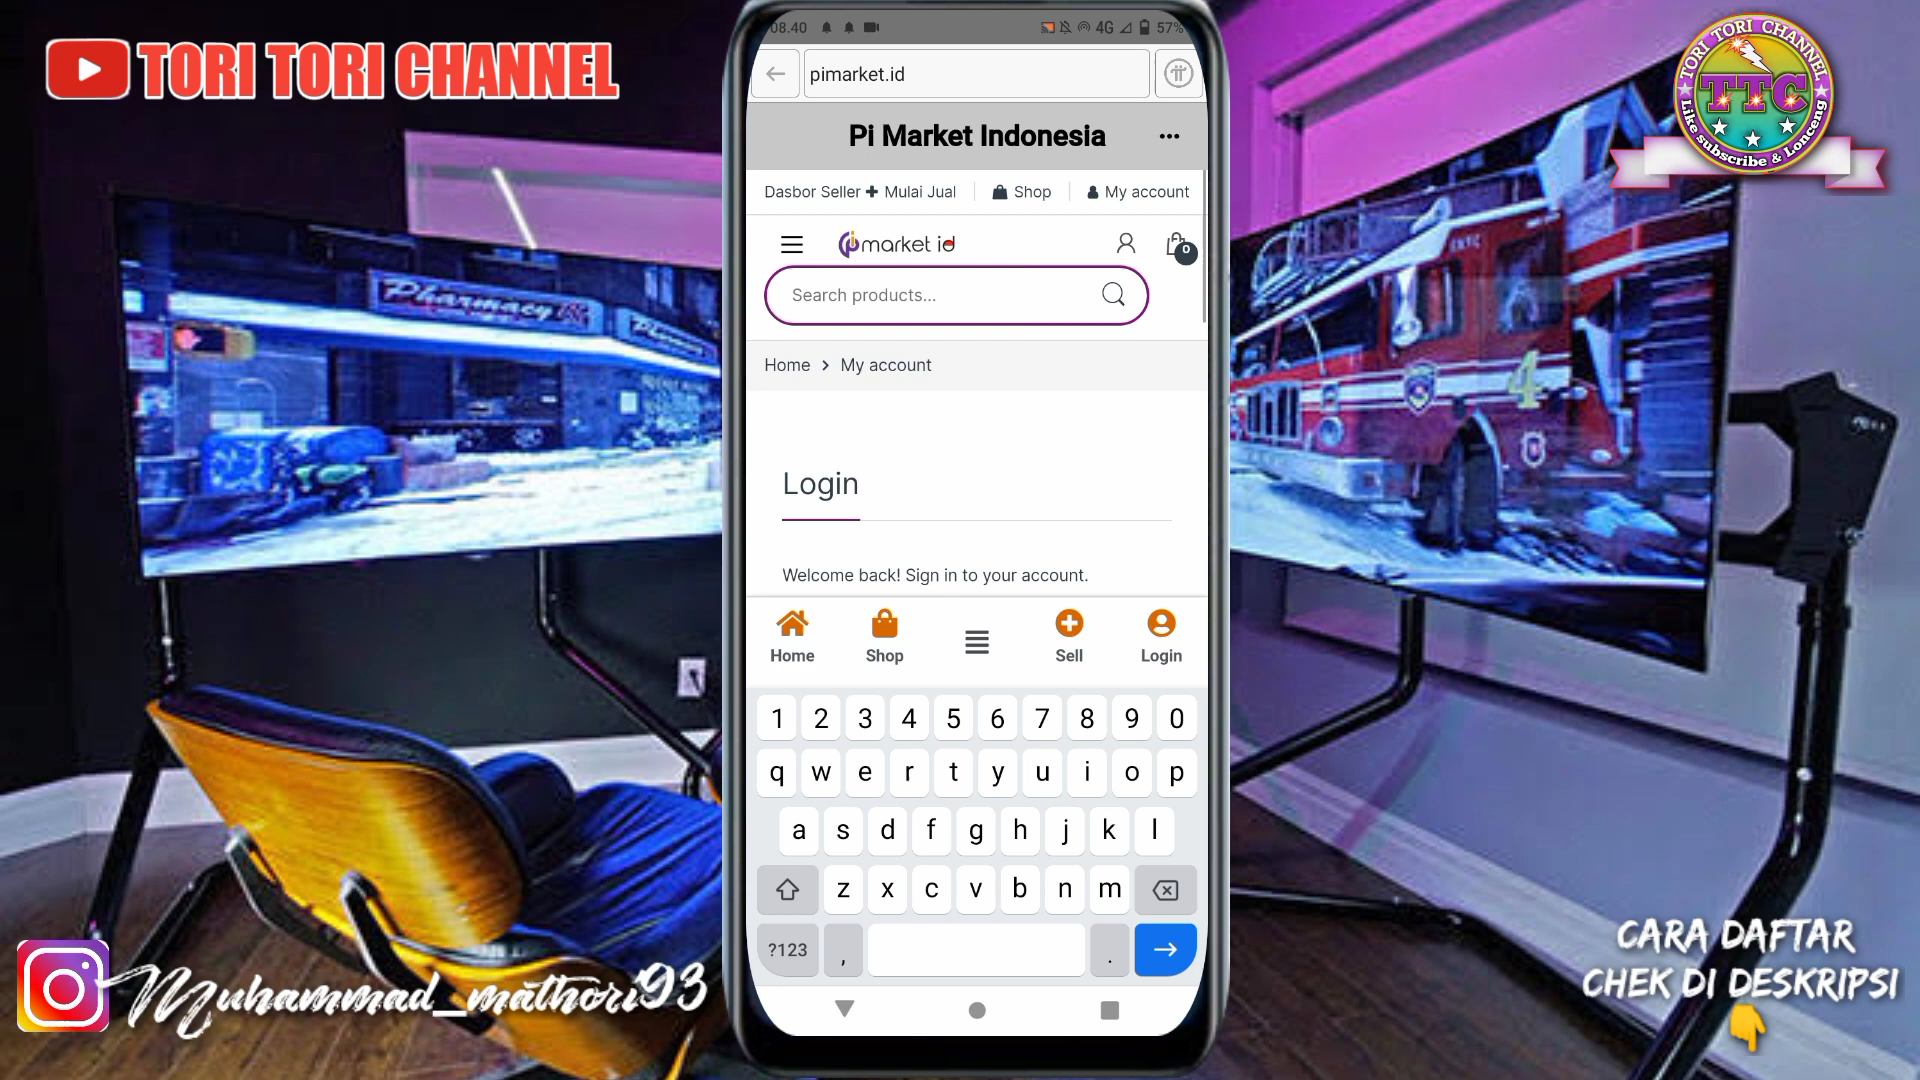 TORI TORI CHANNEL
08.40
4G
57%
pimarket.id
Pi Market Indonesia
Dasbor Seller + Mulai Jual
Shop
My account
market id
0
Search products...
Home > My account
Login
Welcome back! Sign in to your account.
Home
Shop
Sell
Login
1 2 3 4 5 6 7 8 9 0
q w e r t y u i o p
a s d f g h j k l
z x c v b n m
?123 , .
TORI TORI CHANNEL
TTC
Like subscribe & Lonceng
Pharmacy
Pharmacy
FNYC
4
Muhammad_mathori93
CARA DAFTAR
CHEK DI DESKRIPSI